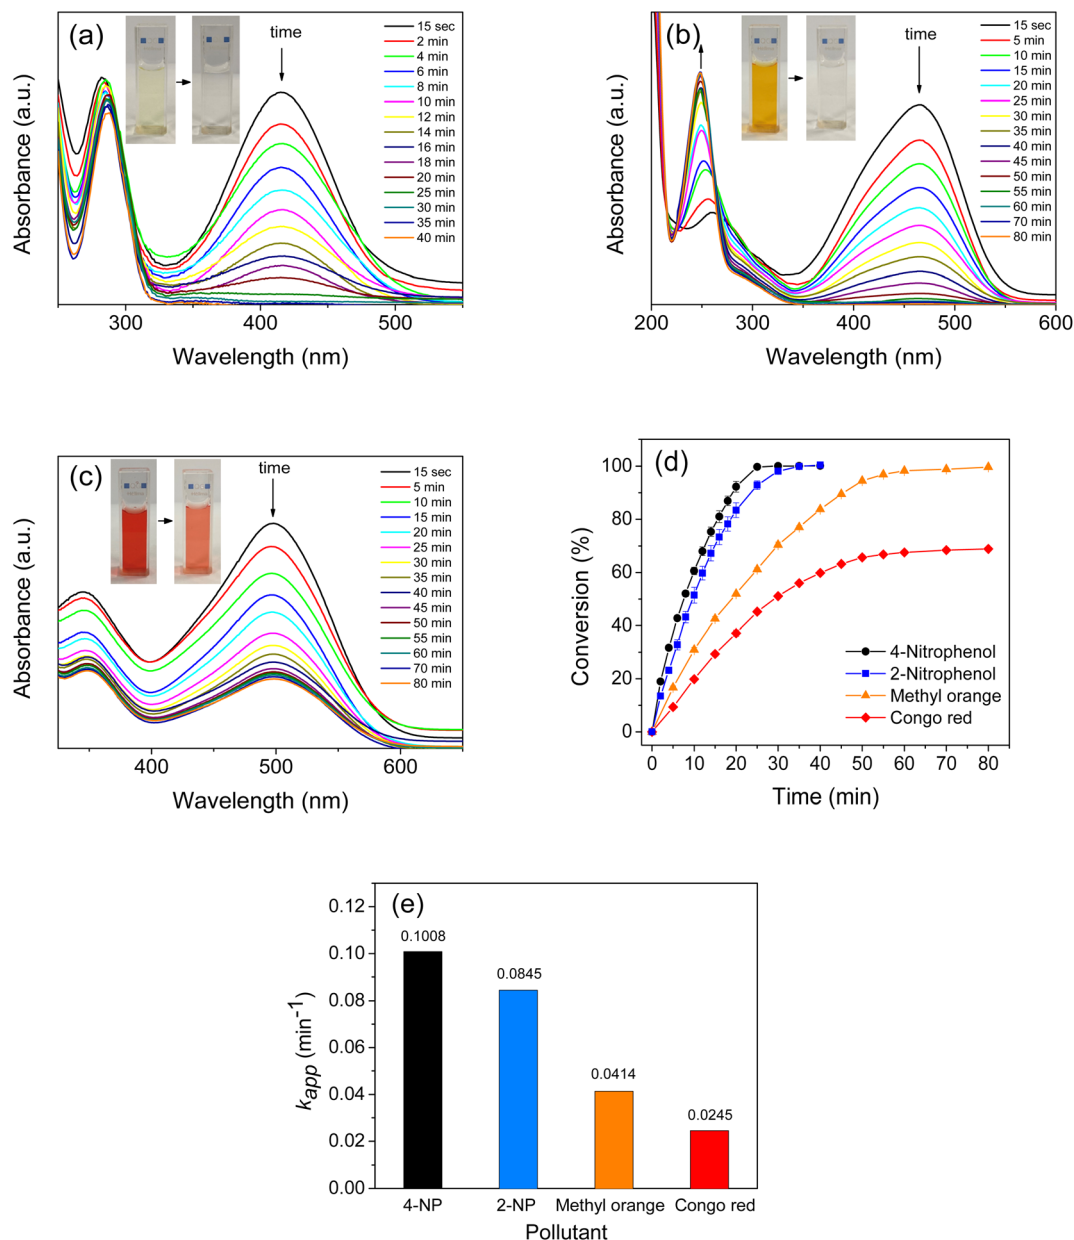 (a)
time
15 sec
2 min
4 min
6 min
8 min
10 min
12 min
14 min
16 min
18 min
20 min
25 min
30 min
35 min
40 min
Absorbance (a.u.)
300
400
500
Wavelength (nm)
(b)
time
15 sec
5 min
10 min
15 min
20 min
25 min
30 min
35 min
40 min
45 min
50 min
55 min
60 min
70 min
80 min
Absorbance (a.u.)
200
300
400
500
600
Wavelength (nm)
(c)
time
15 sec
5 min
10 min
15 min
20 min
25 min
30 min
35 min
40 min
45 min
50 min
55 min
60 min
70 min
80 min
Absorbance (a.u.)
400
500
600
Wavelength (nm)
(d)
100
80
60
40
20
0
Conversion (%)
4-Nitrophenol
2-Nitrophenol
Methyl orange
Congo red
0 10 20 30 40 50 60 70 80
Time (min)
(e)
0.12
0.10
0.08
0.06
0.04
0.02
0.00
kapp (min-1)
0.1008
0.0845
0.0414
0.0245
4-NP 2-NP Methyl orange Congo red
Pollutant